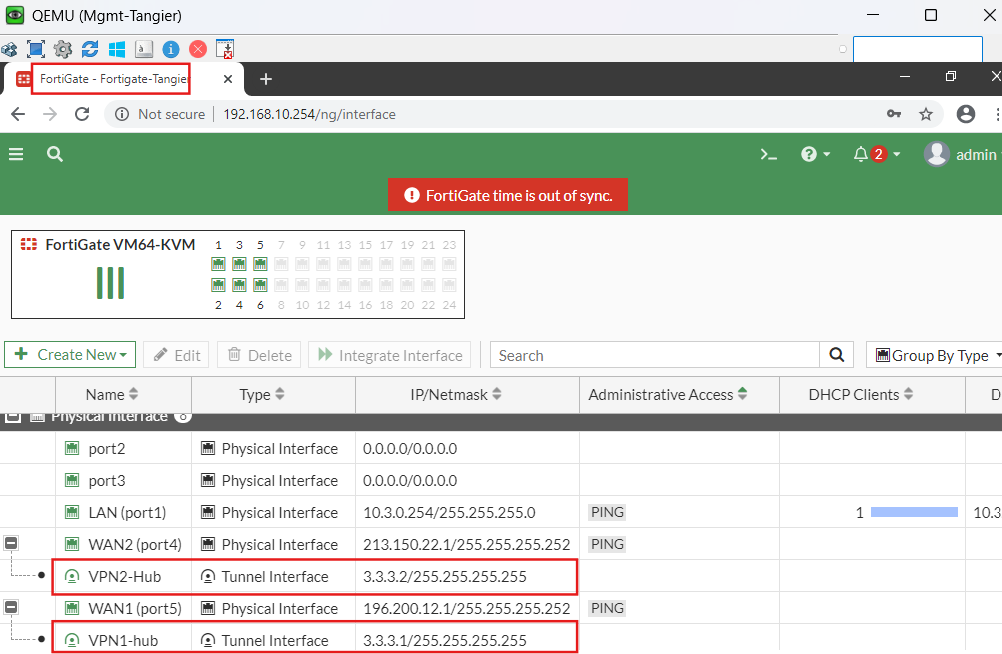 QEMU (Mgmt-Tangier)
FortiGate - Fortigate-Tangier
Not secure | 192.168.10.254/ng/interface
2 admin
FortiGate time is out of sync.
FortiGate VM64-KVM
1 3 5 7 9 11 13 15 17 19 21 23
2 4 6 8 10 12 14 16 18 20 22 24
Create New Edit Delete Integrate Interface Search Group By Type
Name Type IP/Netmask Administrative Access DHCP Clients D
Physical Interface
port2 Physical Interface 0.0.0.0/0.0.0.0
port3 Physical Interface 0.0.0.0/0.0.0.0
LAN (port1) Physical Interface 10.3.0.254/255.255.255.0 PING 1 10.3
WAN2 (port4) Physical Interface 213.150.22.1/255.255.255.252 PING
VPN2-Hub Tunnel Interface 3.3.3.2/255.255.255.255
WAN1 (port5) Physical Interface 196.200.12.1/255.255.255.252 PING
VPN1-hub Tunnel Interface 3.3.3.1/255.255.255.255